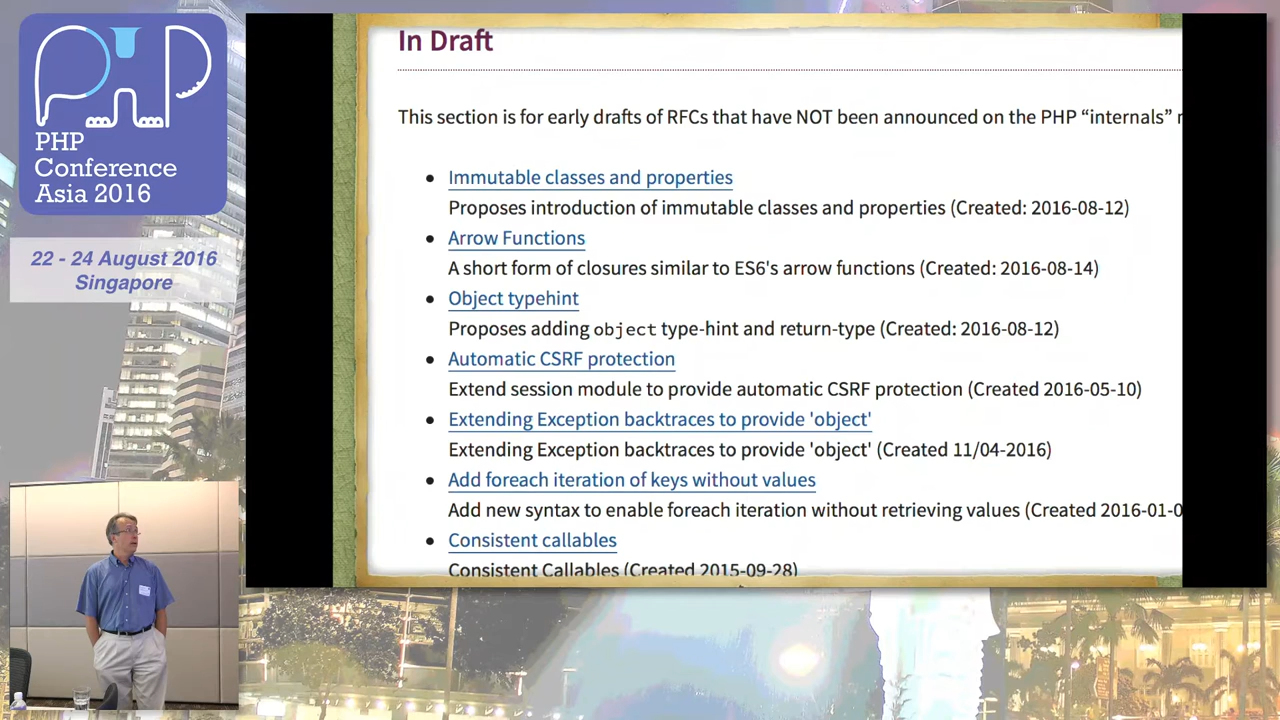 PHP
Conference
Asia 2016
22 - 24 August 2016
Singapore
In Draft
This section is for early drafts of RFCs that have NOT been announced on the PHP “internals”
Immutable classes and properties
Proposes introduction of immutable classes and properties (Created: 2016-08-12)
Arrow Functions
A short form of closures similar to ES6's arrow functions (Created: 2016-08-14)
Object typehint
Proposes adding object type-hint and return-type (Created: 2016-08-12)
Automatic CSRF protection
Extend session module to provide automatic CSRF protection (Created 2016-05-10)
Extending Exception backtraces to provide 'object'
Extending Exception backtraces to provide 'object' (Created 11/04-2016)
Add foreach iteration of keys without values
Add new syntax to enable foreach iteration without retrieving values (Created 2016-01-0
Consistent callables
Consistent Callables (Created 2015-09-28)